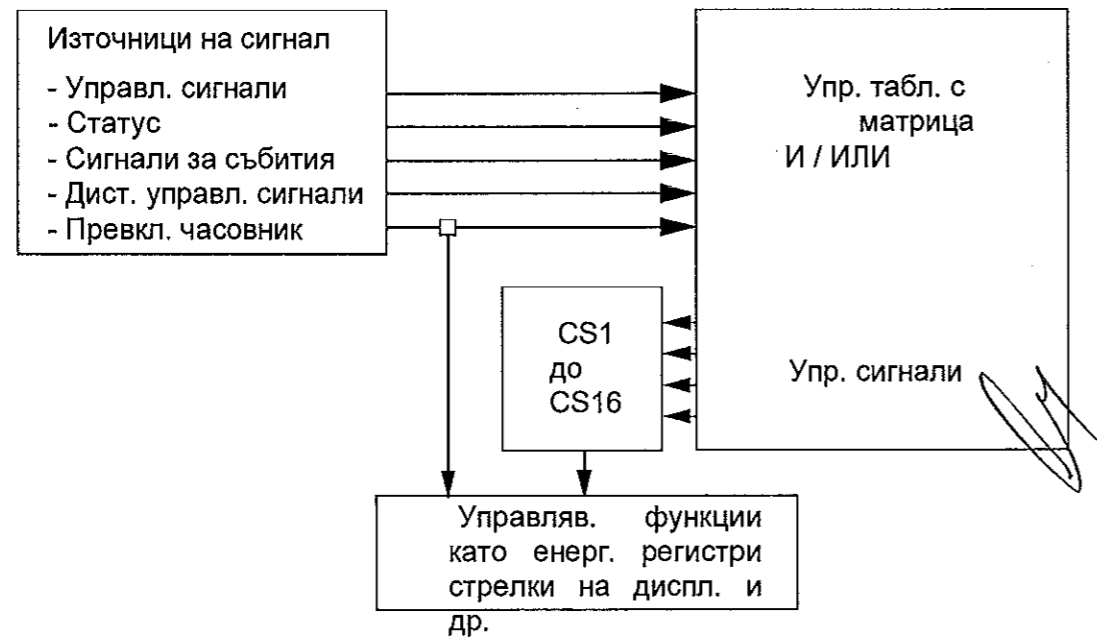 Източници на сигнал
- Управл. сигнали
- Статус
- Сигнали за събития
- Дист. управл. сигнали
- Превкл. часовник
Упр. табл. с
матрица
И / ИЛИ
CS1
до
CS16
Упр. сигнали
Управляв. функции
като енерг. регистри
стрелки на диспл. и
др.